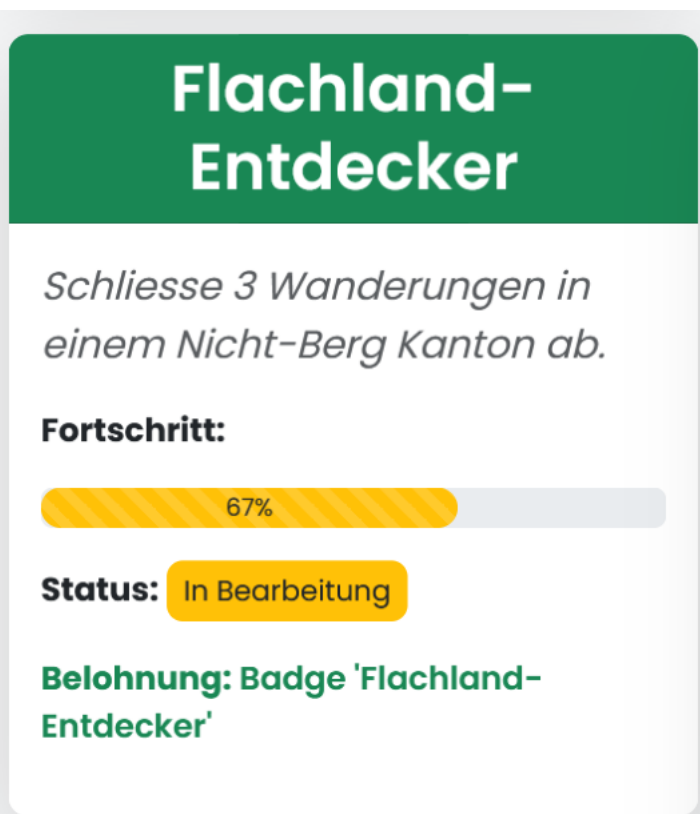 Flachland-
Entdecker
Schliesse 3 Wanderungen in
einem Nicht-Berg Kanton ab.
Fortschritt:
67%
Status: In Bearbeitung
Belohnung: Badge 'Flachland-
Entdecker'